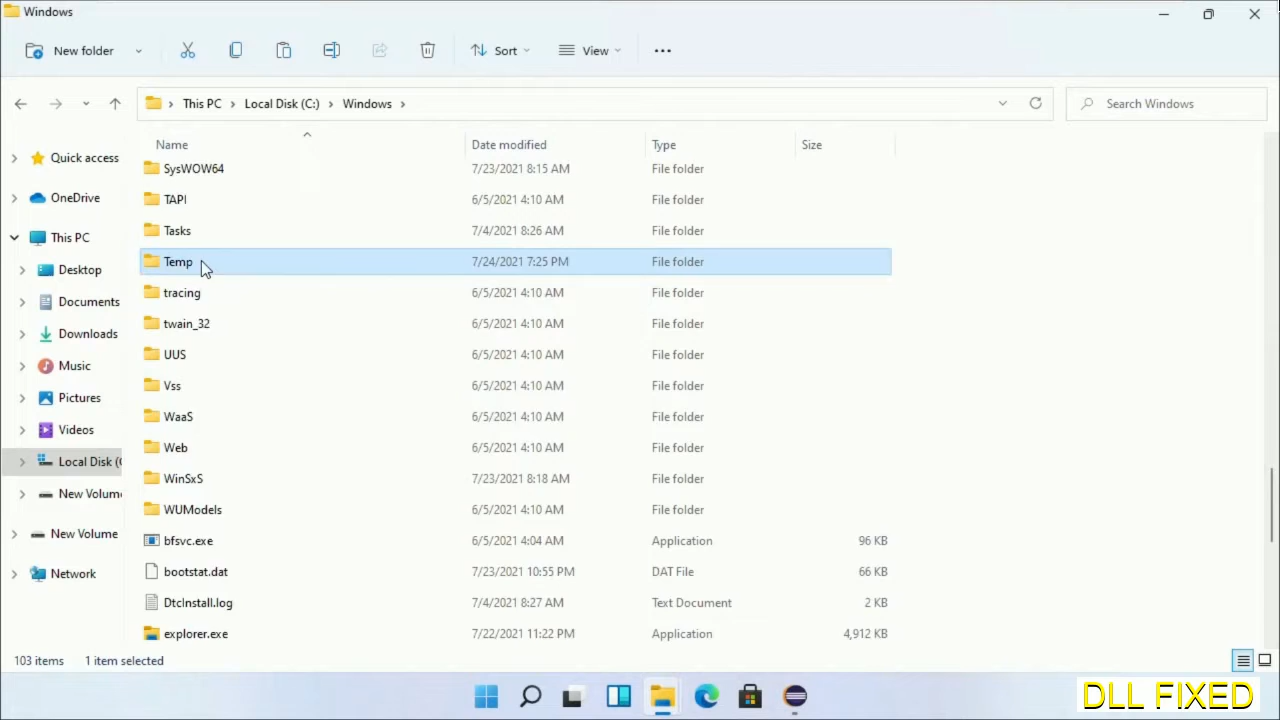 Windows
New folder
Sort
View
This PC > Local Disk (C:) > Windows >
Search Windows
Quick access
OneDrive
This PC
Desktop
Documents
Downloads
Music
Pictures
Videos
Local Disk (
New Volum
New Volume
Network
Name Date modified Type Size
SysWOW64 7/23/2021 8:15 AM File folder
TAPI 6/5/2021 4:10 AM File folder
Tasks 7/4/2021 8:26 AM File folder
Temp 7/24/2021 7:25 PM File folder
tracing 6/5/2021 4:10 AM File folder
twain_32 6/5/2021 4:10 AM File folder
UUS 6/5/2021 4:10 AM File folder
Vss 6/5/2021 4:10 AM File folder
WaaS 6/5/2021 4:10 AM File folder
Web 6/5/2021 4:10 AM File folder
WinSxS 7/23/2021 8:18 AM File folder
WUModels 6/5/2021 4:10 AM File folder
bfsvc.exe 6/5/2021 4:04 AM Application 96 KB
bootstat.dat 7/23/2021 10:55 PM DAT File 66 KB
DtcInstall.log 7/4/2021 8:27 AM Text Document 2 KB
explorer.exe 7/22/2021 11:22 PM Application 4,912 KB
103 items 1 item selected
DLL FIXED